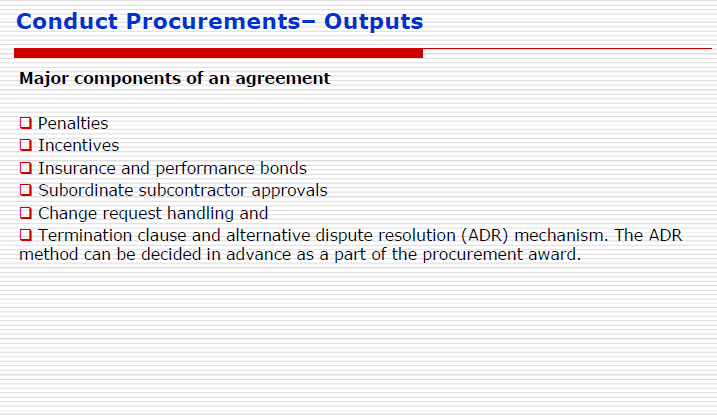 Conduct Procurements– Outputs
Major components of an agreement
❑ Penalties
❑ Incentives
❑ Insurance and performance bonds
❑ Subordinate subcontractor approvals
❑ Change request handling and
❑ Termination clause and alternative dispute resolution (ADR) mechanism. The ADR
method can be decided in advance as a part of the procurement award.